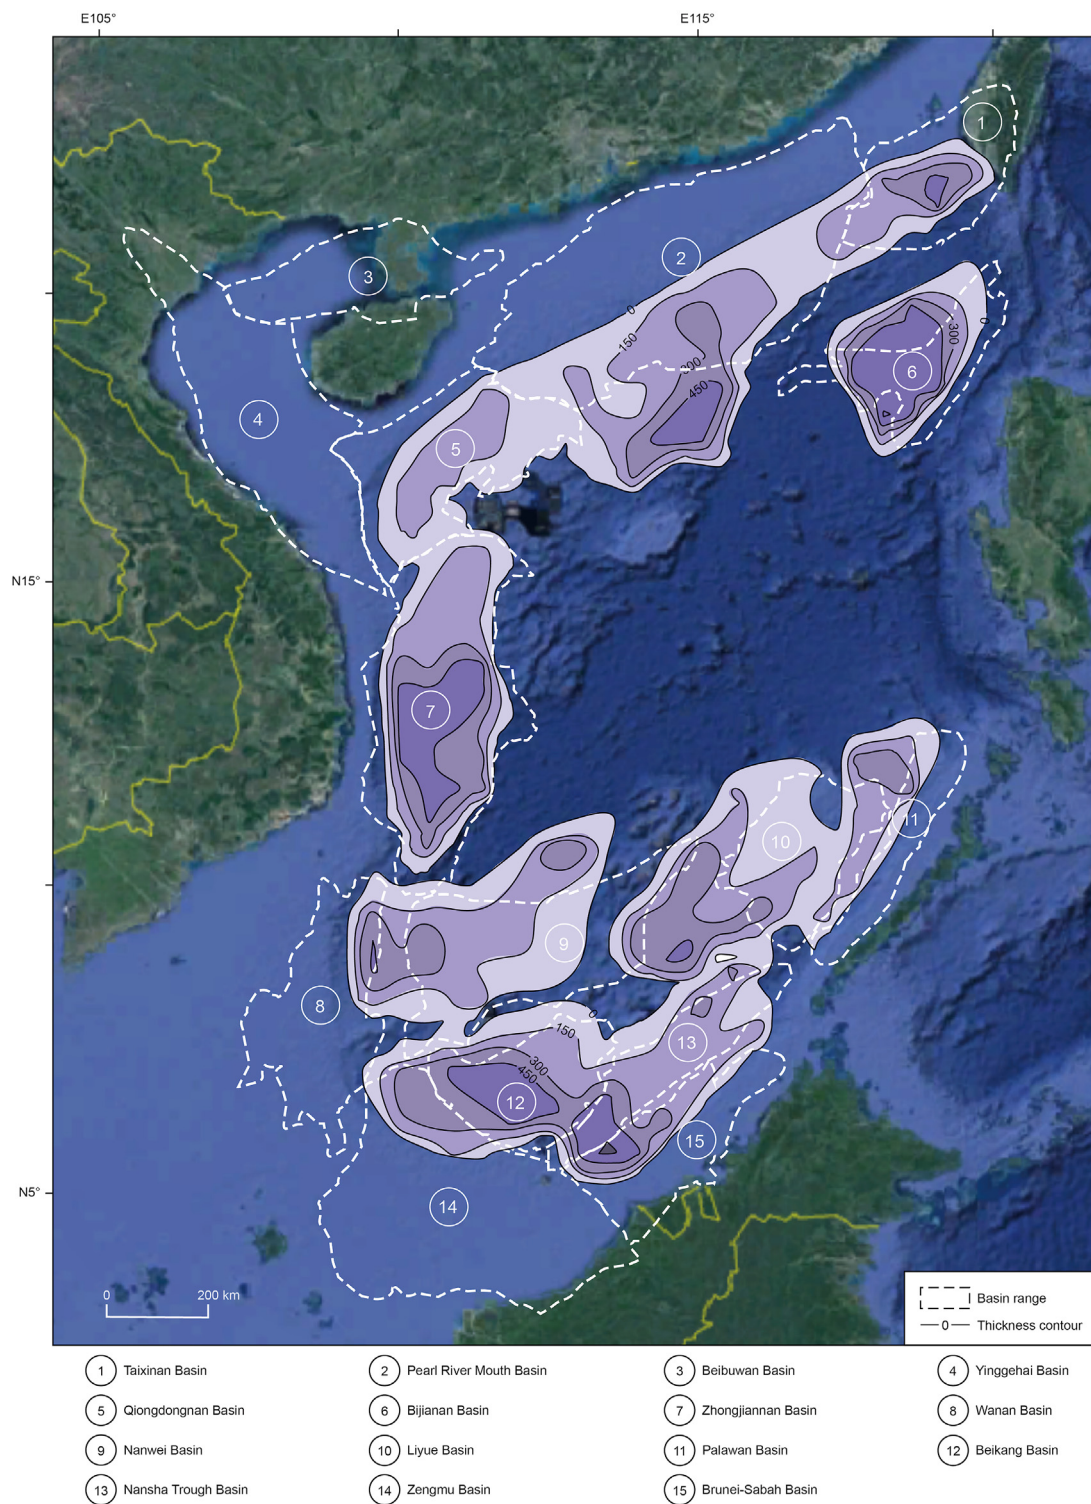 E105° E115°
1
2
3
0
150
300
450
0
300
6
4
5
N15°
7
11
10
9
8
0
150
13
300
450
12
15
N5°
14
0 200 km
Basin range
0 Thickness contour
1 Taixinan Basin 2 Pearl River Mouth Basin 3 Beibuwan Basin 4 Yinggehai Basin
5 Qiongdongnan Basin 6 Bijianan Basin 7 Zhongjiannan Basin 8 Wanan Basin
9 Nanwei Basin 10 Liyue Basin 11 Palawan Basin 12 Beikang Basin
13 Nansha Trough Basin 14 Zengmu Basin 15 Brunei-Sabah Basin